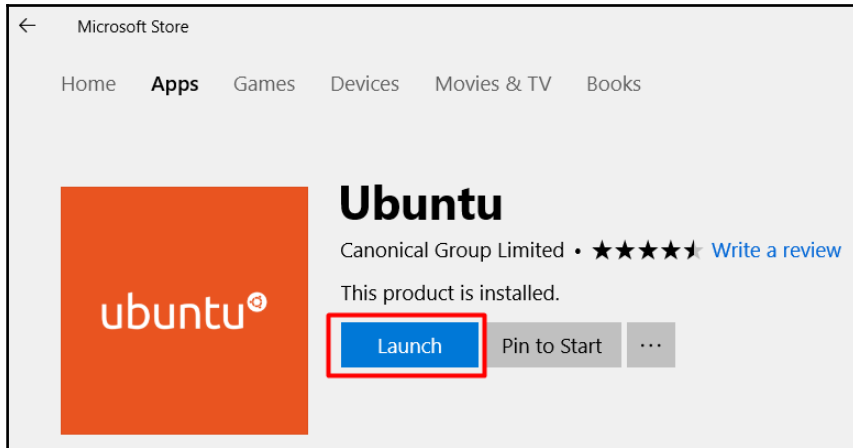 Microsoft Store
Home Apps Games Devices Movies & TV Books
Ubuntu
Canonical Group Limited • ★★★★⯨ Write a review
This product is installed.
ubuntu
Launch Pin to Start ···